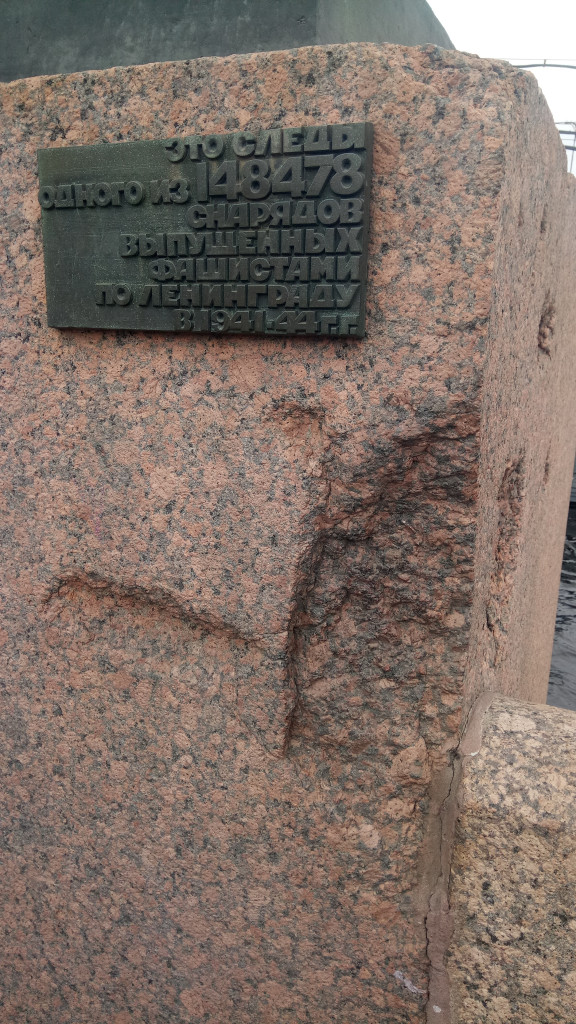 ЭТО СЛЕДЫ
ОДНОГО ИЗ 148478
СНАРЯДОВ
ВЫПУЩЕННЫХ
ФАШИСТАМИ
ПО ЛЕНИНГРАДУ
В 1941-44 г.г.